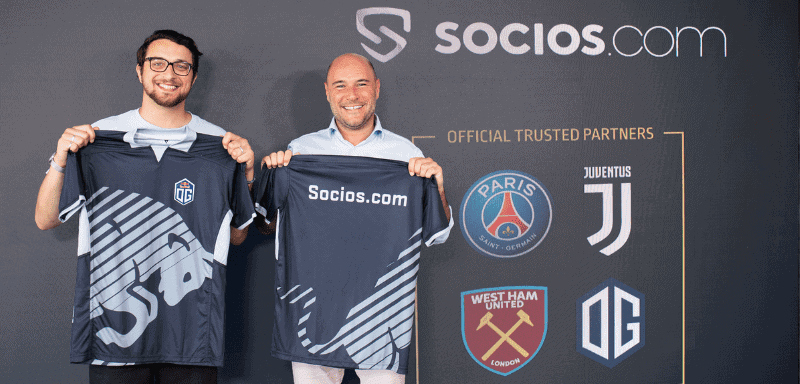 SOCIOS.com
OFFICIAL TRUSTED PARTNERS
PARIS
SAINT-GERMAIN
JUVENTUS
WEST HAM
UNITED
LONDON
OG
OG
Socios.com